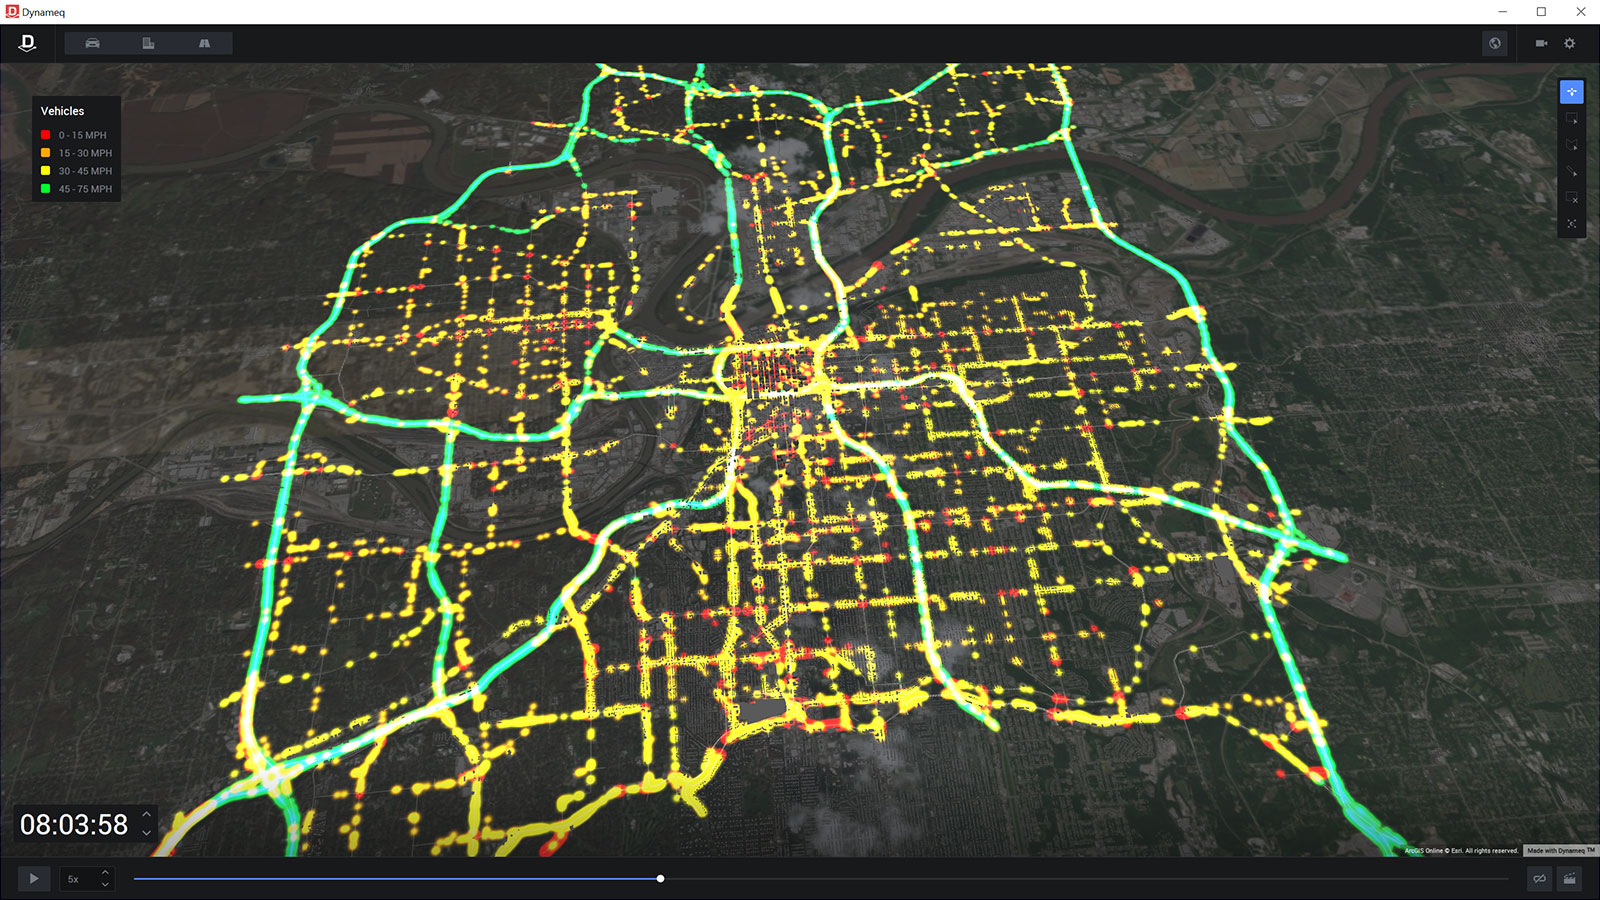 Dynameq
D
Vehicles
0 - 15 MPH
15 - 30 MPH
30 - 45 MPH
45 - 75 MPH
08:03:58
ArcGIS Online © Esri. All rights reserved.
Made with Dynameq ™
5x